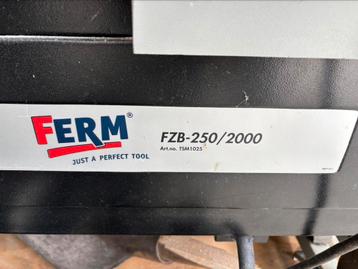 FERM®
JUST A PERFECT TOOL
FZB-250/2000
Art.no. TSM1025